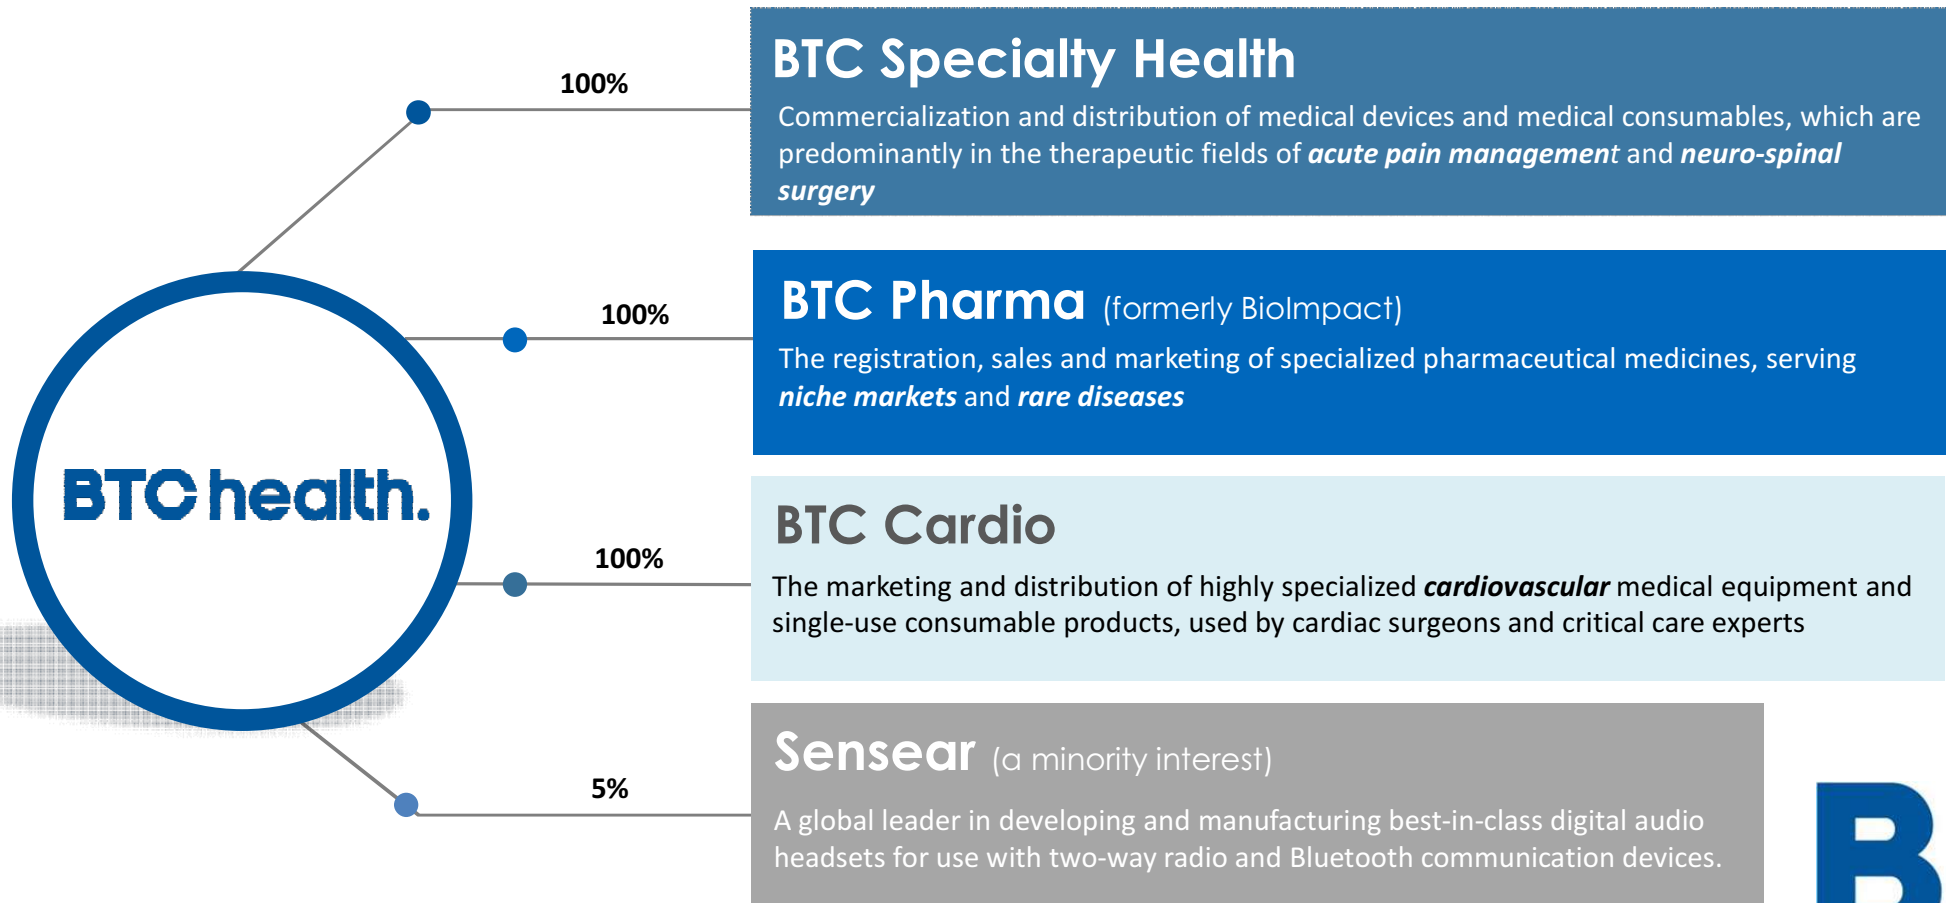 100%
BTC Specialty Health
Commercialization and distribution of medical devices and medical consumables, which are
predominantly in the therapeutic fields of acute pain management and neuro-spinal
surgery
100%
BTC Pharma (formerly BioImpact)
The registration, sales and marketing of specialized pharmaceutical medicines, serving
niche markets and rare diseases
BTC health.
100%
BTC Cardio
The marketing and distribution of highly specialized cardiovascular medical equipment and
single-use consumable products, used by cardiac surgeons and critical care experts
5%
Sensear (a minority interest)
A global leader in developing and manufacturing best-in-class digital audio
headsets for use with two-way radio and Bluetooth communication devices.
B